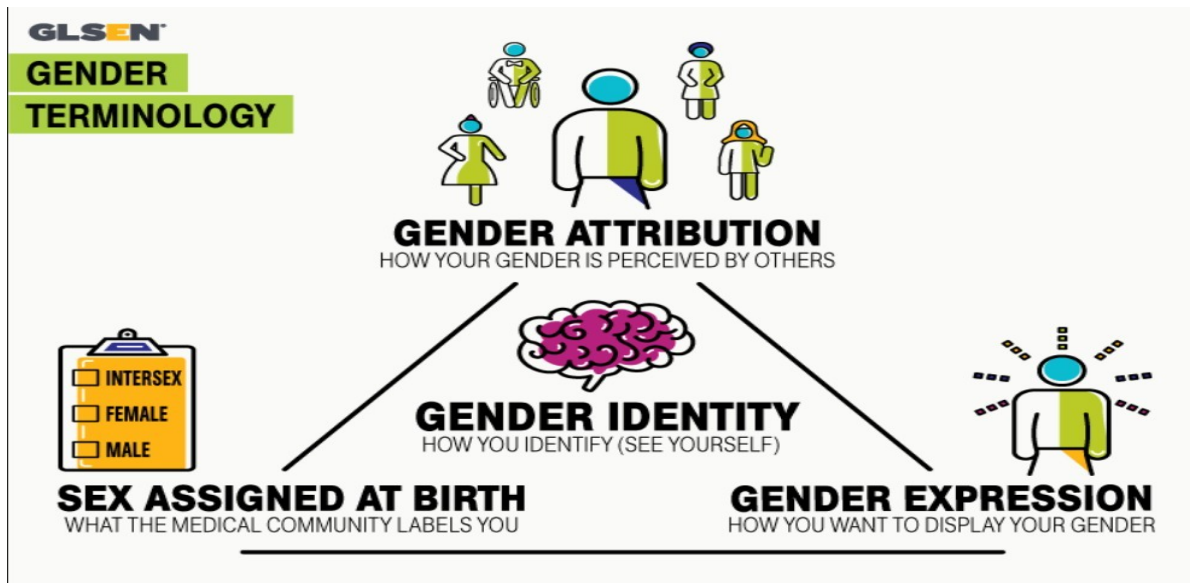 GLSEN®
GENDER
TERMINOLOGY
GENDER ATTRIBUTION
HOW YOUR GENDER IS PERCEIVED BY OTHERS
GENDER IDENTITY
HOW YOU IDENTIFY (SEE YOURSELF)
INTERSEX
FEMALE
MALE
SEX ASSIGNED AT BIRTH
WHAT THE MEDICAL COMMUNITY LABELS YOU
GENDER EXPRESSION
HOW YOU WANT TO DISPLAY YOUR GENDER